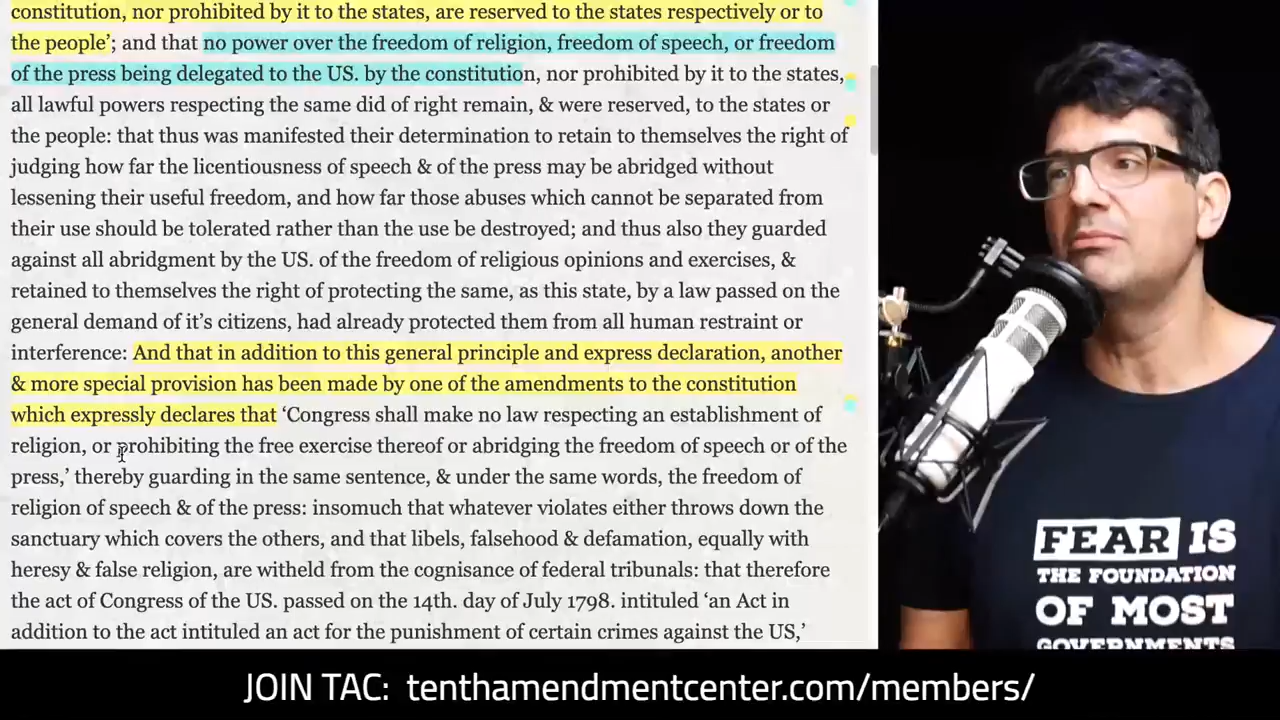 constitution, nor prohibited by it to the states, are reserved to the states respectively or to
the people’; and that no power over the freedom of religion, freedom of speech, or freedom
of the press being delegated to the US. by the constitution, nor prohibited by it to the states,
all lawful powers respecting the same did of right remain, & were reserved, to the states or
the people: that thus was manifested their determination to retain to themselves the right of
judging how far the licentiousness of speech & of the press may be abridged without
lessening their useful freedom, and how far those abuses which cannot be separated from
their use should be tolerated rather than the use be destroyed; and thus also they guarded
against all abridgment by the US. of the freedom of religious opinions and exercises, &
retained to themselves the right of protecting the same, as this state, by a law passed on the
general demand of it’s citizens, had already protected them from all human restraint or
interference: And that in addition to this general principle and express declaration, another
& more special provision has been made by one of the amendments to the constitution
which expressly declares that ‘Congress shall make no law respecting an establishment of
religion, or prohibiting the free exercise thereof or abridging the freedom of speech or of the
press,’ thereby guarding in the same sentence, & under the same words, the freedom of
religion of speech & of the press: insomuch that whatever violates either throws down the
sanctuary which covers the others, and that libels, falsehood & defamation, equally with
heresy & false religion, are witheld from the cognisance of federal tribunals: that therefore
the act of Congress of the US. passed on the 14th. day of July 1798. intituled ‘an Act in
addition to the act intituled an act for the punishment of certain crimes against the US,’
FEAR IS
THE FOUNDATION
OF MOST
GOVERNMENTS
JOIN TAC: tenthamendmentcenter.com/members/